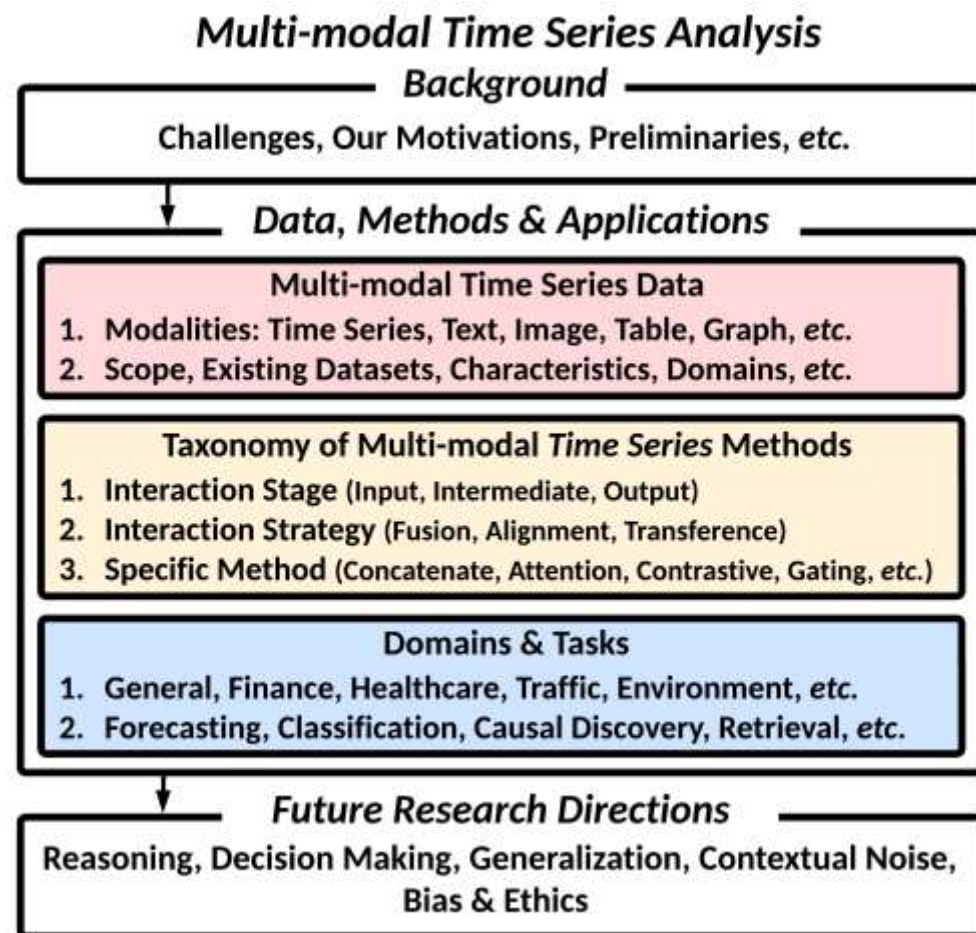 Multi-modal Time Series Analysis
Background
Challenges, Our Motivations, Preliminaries, etc.
Data, Methods & Applications
Multi-modal Time Series Data
1. Modalities: Time Series, Text, Image, Table, Graph, etc.
2. Scope, Existing Datasets, Characteristics, Domains, etc.
Taxonomy of Multi-modal Time Series Methods
1. Interaction Stage (Input, Intermediate, Output)
2. Interaction Strategy (Fusion, Alignment, Transference)
3. Specific Method (Concatenate, Attention, Contrastive, Gating, etc.)
Domains & Tasks
1. General, Finance, Healthcare, Traffic, Environment, etc.
2. Forecasting, Classification, Causal Discovery, Retrieval, etc.
Future Research Directions
Reasoning, Decision Making, Generalization, Contextual Noise,
Bias & Ethics